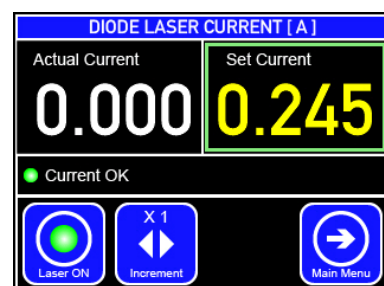 DIODE LASER CURRENT [ A ]
Actual Current
Set Current
0.000
0.245
Current OK
X 1
Laser ON
Increment
Main Menu